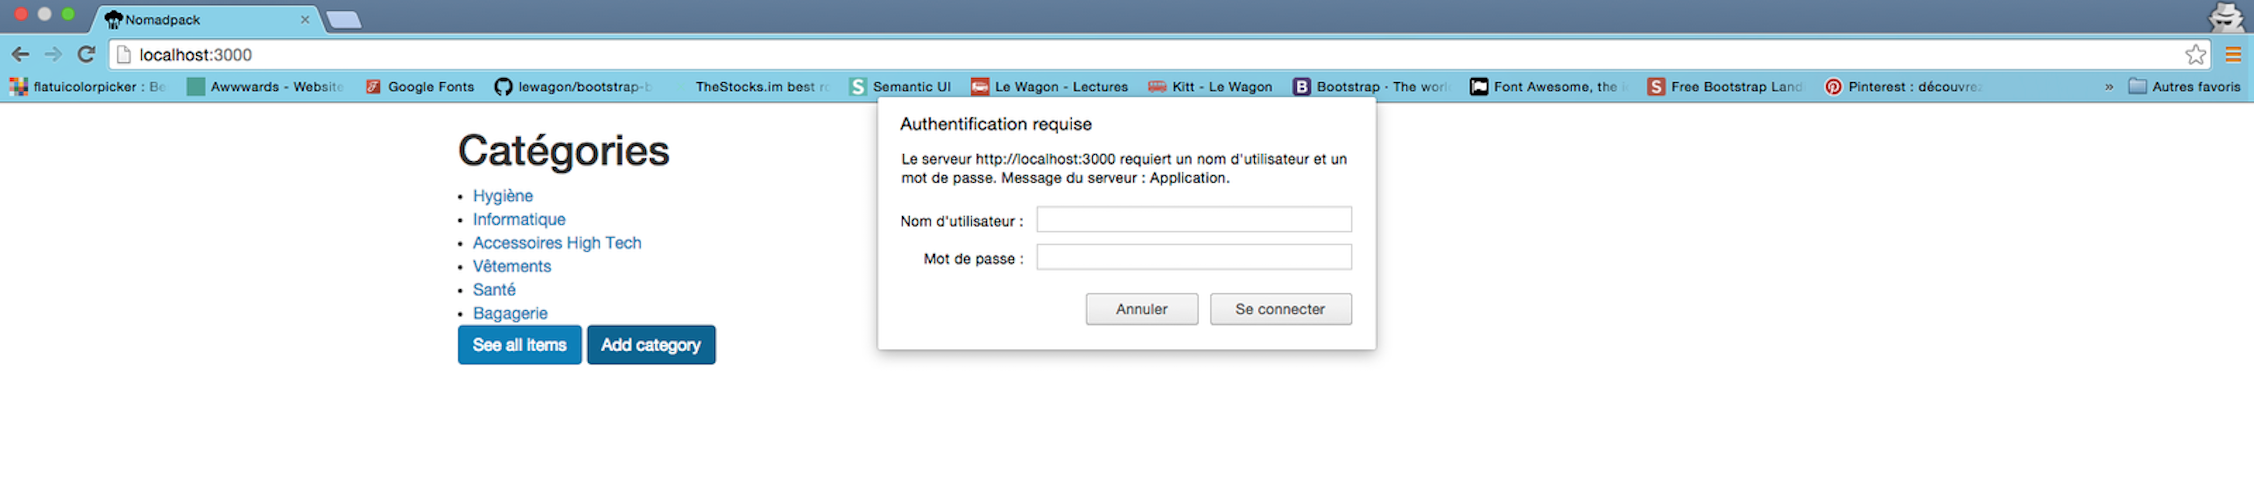 Nomadpack
localhost:3000
flatuicolorpicker : Be
Awwwards - Website
Google Fonts
lewagon/bootstrap-b
TheStocks.im best ro
Semantic UI
Le Wagon - Lectures
Kitt - Le Wagon
Bootstrap · The worl
Font Awesome, the i
Free Bootstrap Land
Pinterest : découvrez
»
Autres favoris
Catégories
• Hygiène
• Informatique
• Accessoires High Tech
• Vêtements
• Santé
• Bagagerie
See all items
Add category
Authentification requise
Le serveur http://localhost:3000 requiert un nom d'utilisateur et un
mot de passe. Message du serveur : Application.
Nom d'utilisateur :
Mot de passe :
Annuler
Se connecter